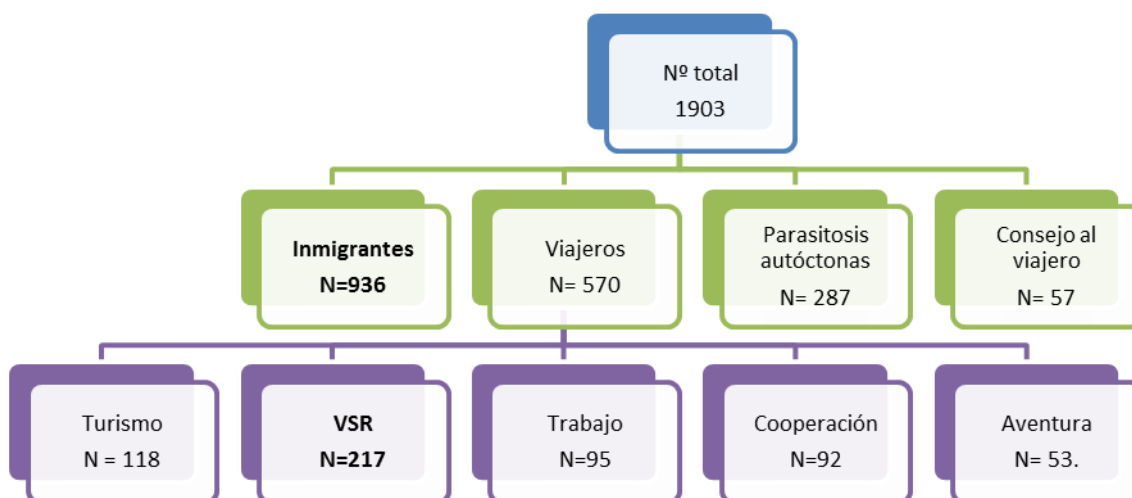 Nº total
1903
Inmigrantes
N=936
Viajeros
N= 570
Parasitosis
autóctonas
N= 287
Consejo al
viajero
N= 57
Turismo
N = 118
VSR
N=217
Trabajo
N=95
Cooperación
N=92
Aventura
N= 53.